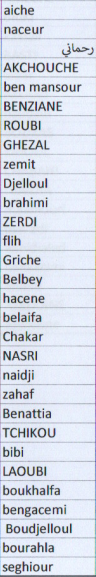 aiche
naceur
رحماني
AKCHOUCHE
ben mansour
BENZIANE
ROUBI
GHEZAL
zemit
Djelloul
brahimi
ZERDI
flih
Griche
Belbey
hacene
belaifa
Chakar
NASRI
naidji
zahaf
Benattia
TCHIKOU
bibi
LAOUBI
boukhalfa
bengacemi
Boudjelloul
bourahla
seghiour